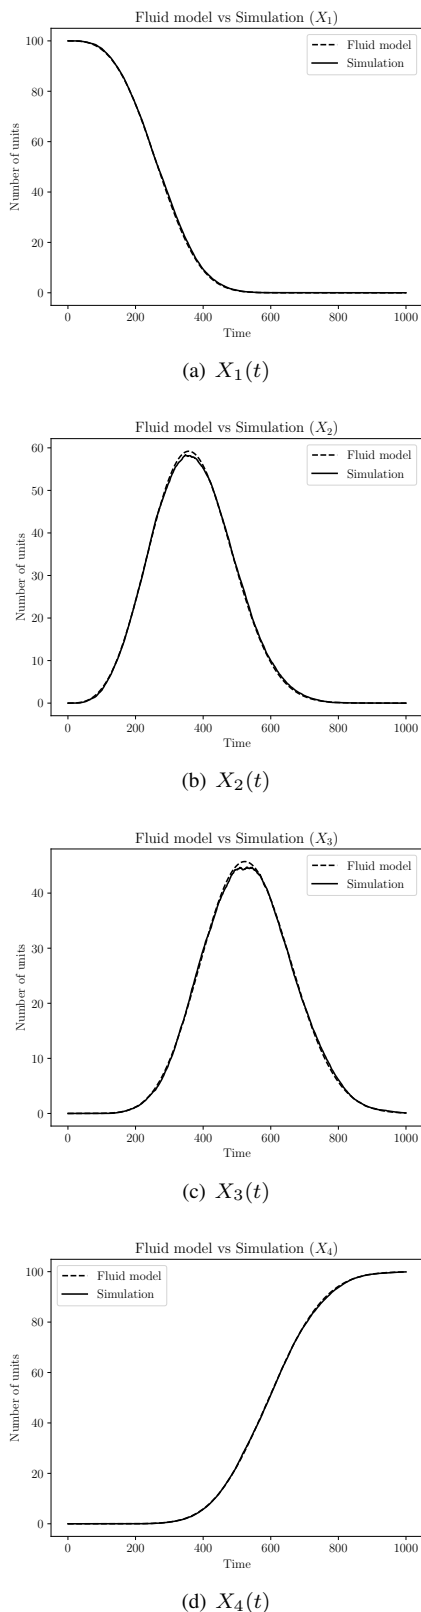 Fluid model vs Simulation (X₁)
Fluid model
Simulation
100
80
60
40
20
0
Number of units
0 200 400 600 800 1000
Time
(a) X₁(t)
Fluid model vs Simulation (X₂)
Fluid model
Simulation
60
50
40
30
20
10
0
Number of units
0 200 400 600 800 1000
Time
(b) X₂(t)
Fluid model vs Simulation (X₃)
Fluid model
Simulation
40
30
20
10
0
Number of units
0 200 400 600 800 1000
Time
(c) X₃(t)
Fluid model vs Simulation (X₄)
Fluid model
Simulation
100
80
60
40
20
0
Number of units
0 200 400 600 800 1000
Time
(d) X₄(t)